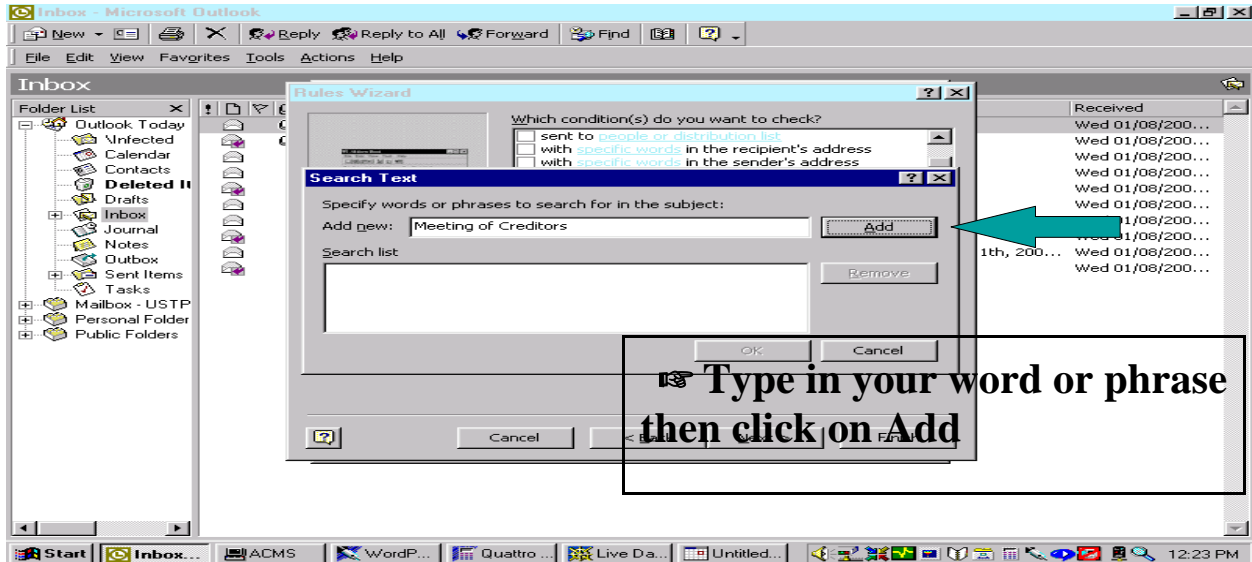 Inbox - Microsoft Outlook
New Reply Reply to All Forward Find
File Edit View Favorites Tools Actions Help
Inbox
Folder List
Received
Outlook Today
\Infected
Calendar
Contacts
Deleted It
Drafts
Inbox
Journal
Notes
Outbox
Sent Items
Tasks
Mailbox - USTP
Personal Folder
Public Folders
Rules Wizard
Which condition(s) do you want to check?
sent to people or distribution list
with specific words in the recipient's address
with specific words in the sender's address
Search Text
Specify words or phrases to search for in the subject:
Add new: Meeting of Creditors Add
Search list
Remove
OK Cancel
Cancel < Back
Wed 01/08/200...
Wed 01/08/200...
Wed 01/08/200...
Wed 01/08/200...
Wed 01/08/200...
Wed 01/08/200...
01/08/200...
01/08/200...
1th, 200... Wed 01/08/200...
Wed 01/08/200...
☞ Type in your word or phrase
then click on Add
Start Inbox... ACMS WordP... Quattro ... Live Da... Untitled... 12:23 PM